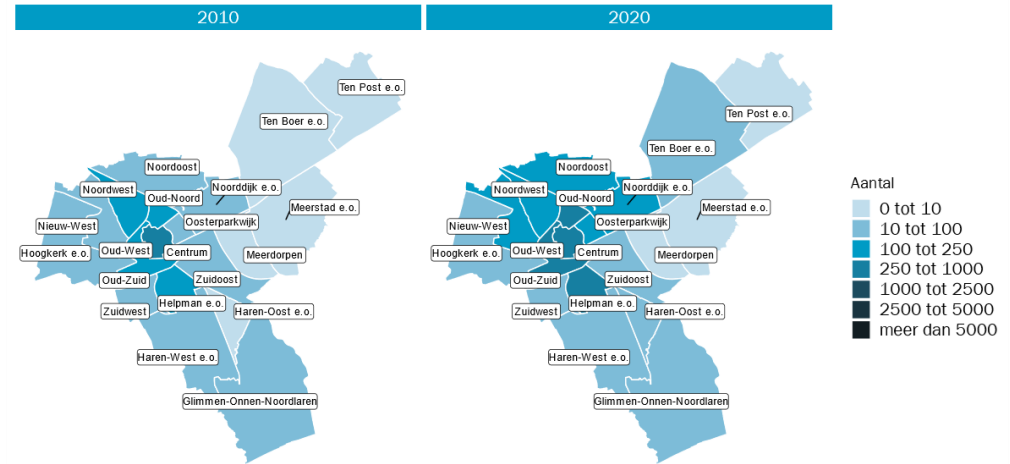 2010
2020
Ten Post e.o.
Ten Boer e.o.
Noordoost
Noordwest
Noorddijk e.o.
Oud-Noord
Meerstad e.o.
Oosterparkwijk
Nieuw-West
Hoogkerk e.o.
Oud-West
Centrum
Meerdorpen
Oud-Zuid
Zuidoost
Helpman e.o.
Zuidwest
Haren-Oost e.o.
Haren-West e.o.
Glimmen-Onnen-Noordlaren
Ten Post e.o.
Ten Boer e.o.
Noordoost
Noordwest
Noorddijk e.o.
Oud-Noord
Meerstad e.o.
Oosterparkwijk
Nieuw-West
Hoogkerk e.o.
Oud-West
Centrum
Meerdorpen
Oud-Zuid
Zuidoost
Helpman e.o.
Zuidwest
Haren-Oost e.o.
Haren-West e.o.
Glimmen-Onnen-Noordlaren
Aantal
0 tot 10
10 tot 100
100 tot 250
250 tot 1000
1000 tot 2500
2500 tot 5000
meer dan 5000